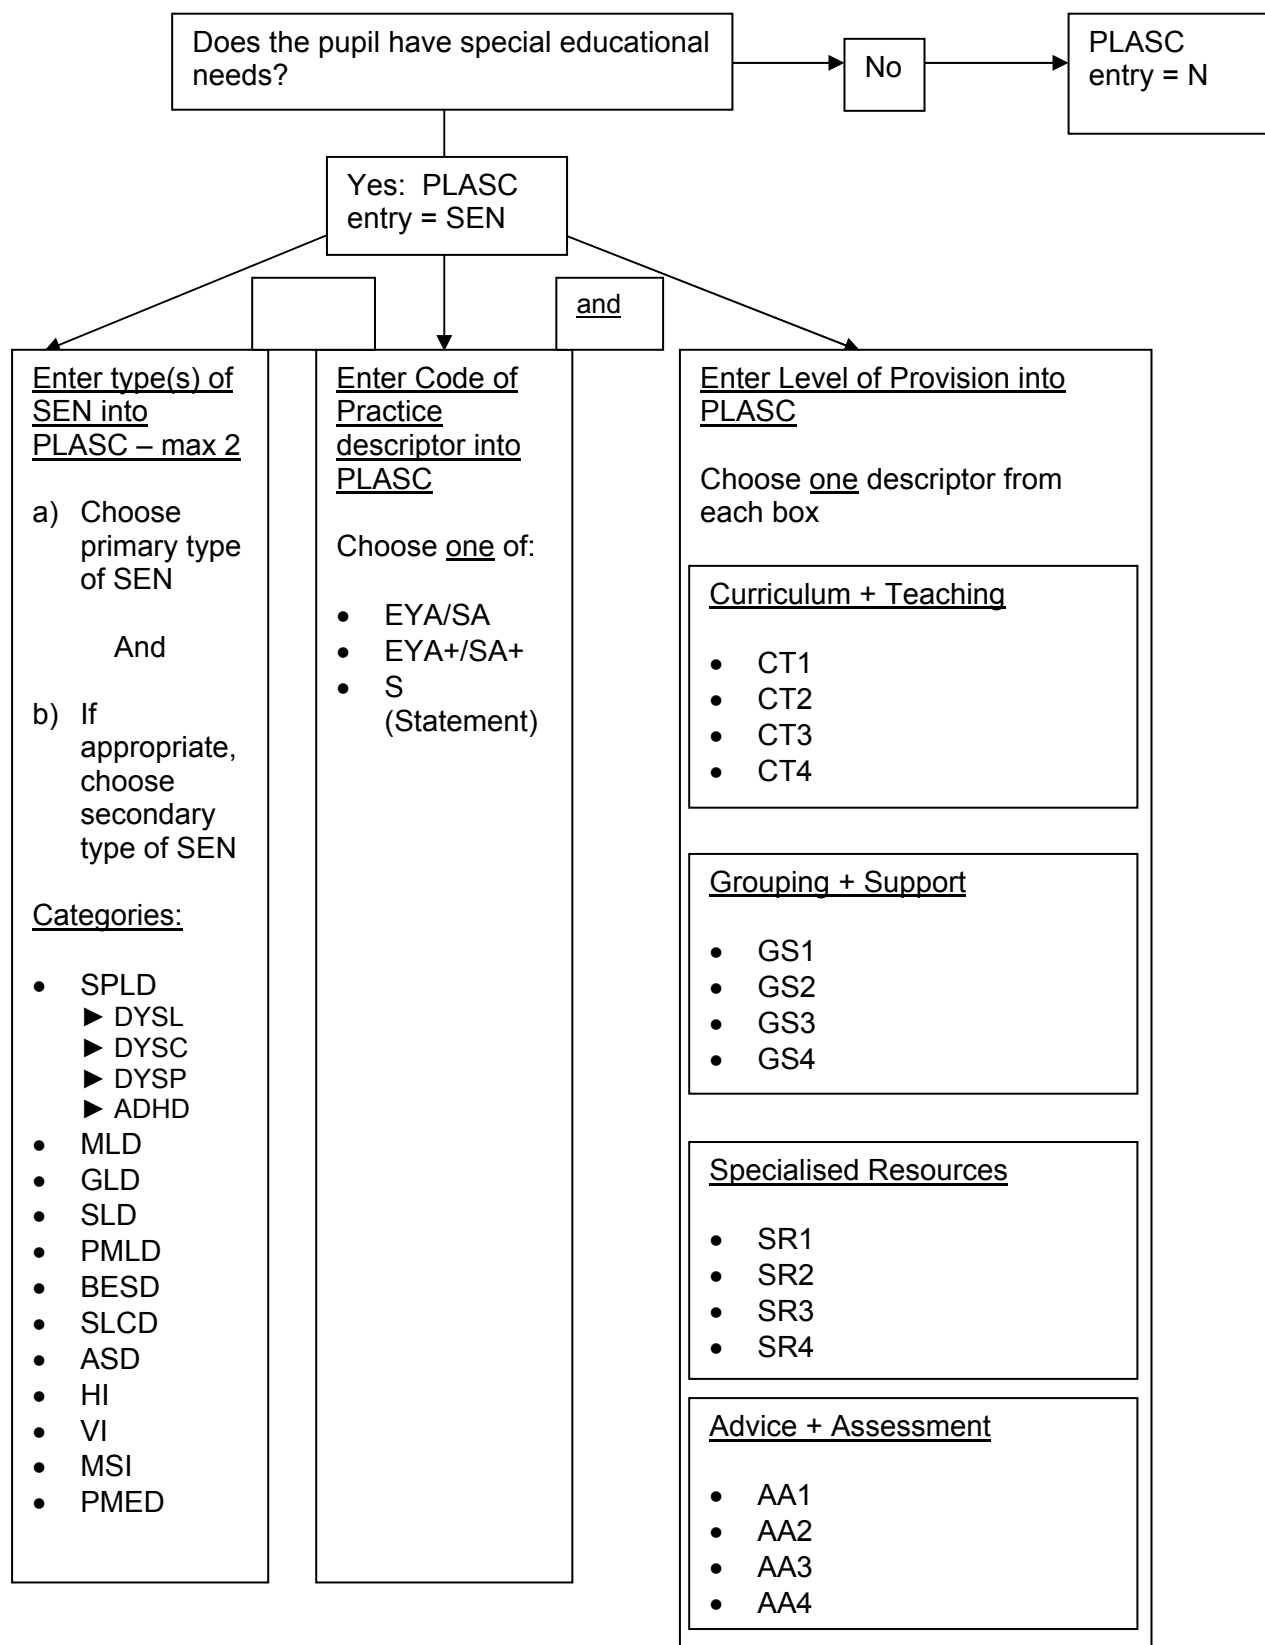 Does the pupil have special educational
needs?
No
PLASC
entry = N
Yes: PLASC
entry = SEN
and
Enter type(s) of
SEN into
PLASC – max 2
a) Choose
primary type
of SEN
And
b) If
appropriate,
choose
secondary
type of SEN
Categories:
• SPLD
► DYSL
► DYSC
► DYSP
► ADHD
• MLD
• GLD
• SLD
• PMLD
• BESD
• SLCD
• ASD
• HI
• VI
• MSI
• PMED
Enter Code of
Practice
descriptor into
PLASC
Choose one of:
• EYA/SA
• EYA+/SA+
• S
(Statement)
Enter Level of Provision into
PLASC
Choose one descriptor from
each box
Curriculum + Teaching
• CT1
• CT2
• CT3
• CT4
Grouping + Support
• GS1
• GS2
• GS3
• GS4
Specialised Resources
• SR1
• SR2
• SR3
• SR4
Advice + Assessment
• AA1
• AA2
• AA3
• AA4